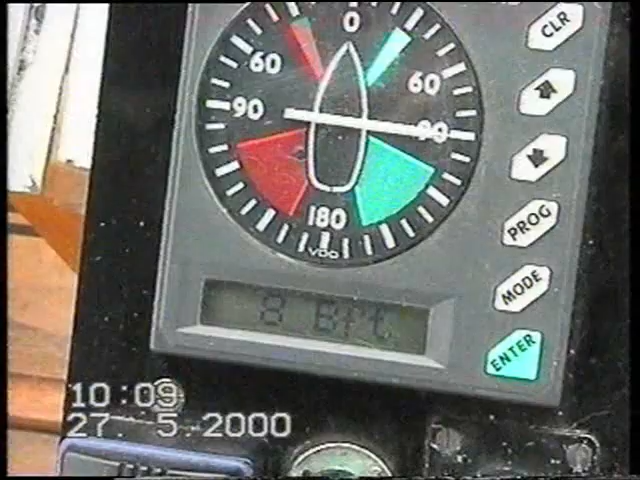 0
CLR
60
60
90
90
PROG
180
VDO
MODE
8 Bft
ENTER
10:09
27. 5.2000